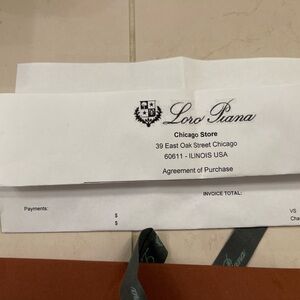 Loro Piana
Chicago Store
39 East Oak Street Chicago
60611 - ILINOIS USA
Agreement of Purchase
INVOICE TOTAL:
Payments:
$
$
VS
Cha